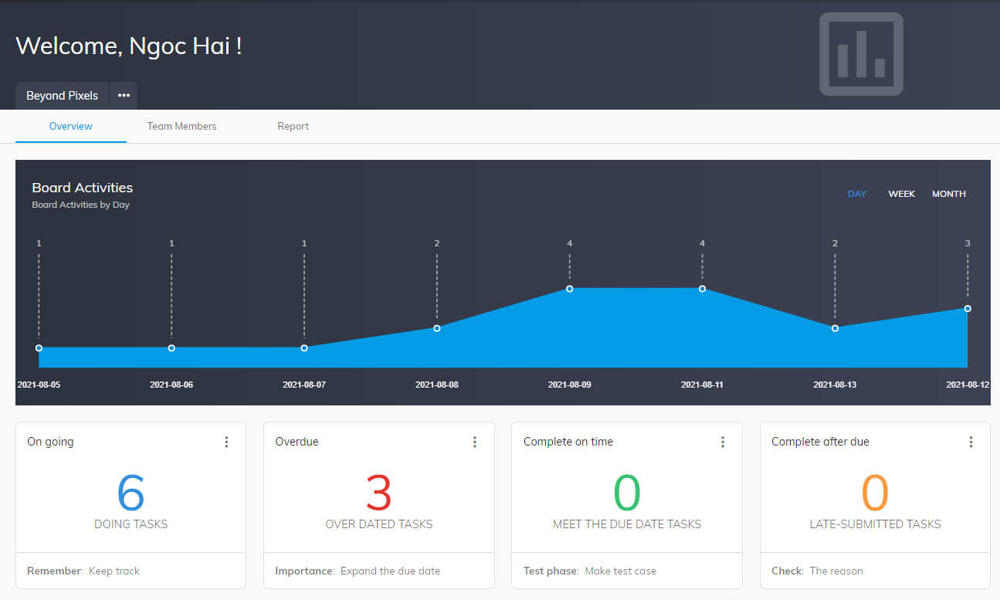 Welcome, Ngoc Hai !
Beyond Pixels •••
Overview Team Members Report
Board Activities
Board Activities by Day
DAY WEEK MONTH
1 1 1 2 4 4 2 3
2021-08-05 2021-08-06 2021-08-07 2021-08-08 2021-08-09 2021-08-11 2021-08-13 2021-08-12
On going
6
DOING TASKS
Remember: Keep track
Overdue
3
OVER DATED TASKS
Importance: Expand the due date
Complete on time
0
MEET THE DUE DATE TASKS
Test phase: Make test case
Complete after due
0
LATE-SUBMITTED TASKS
Check: The reason